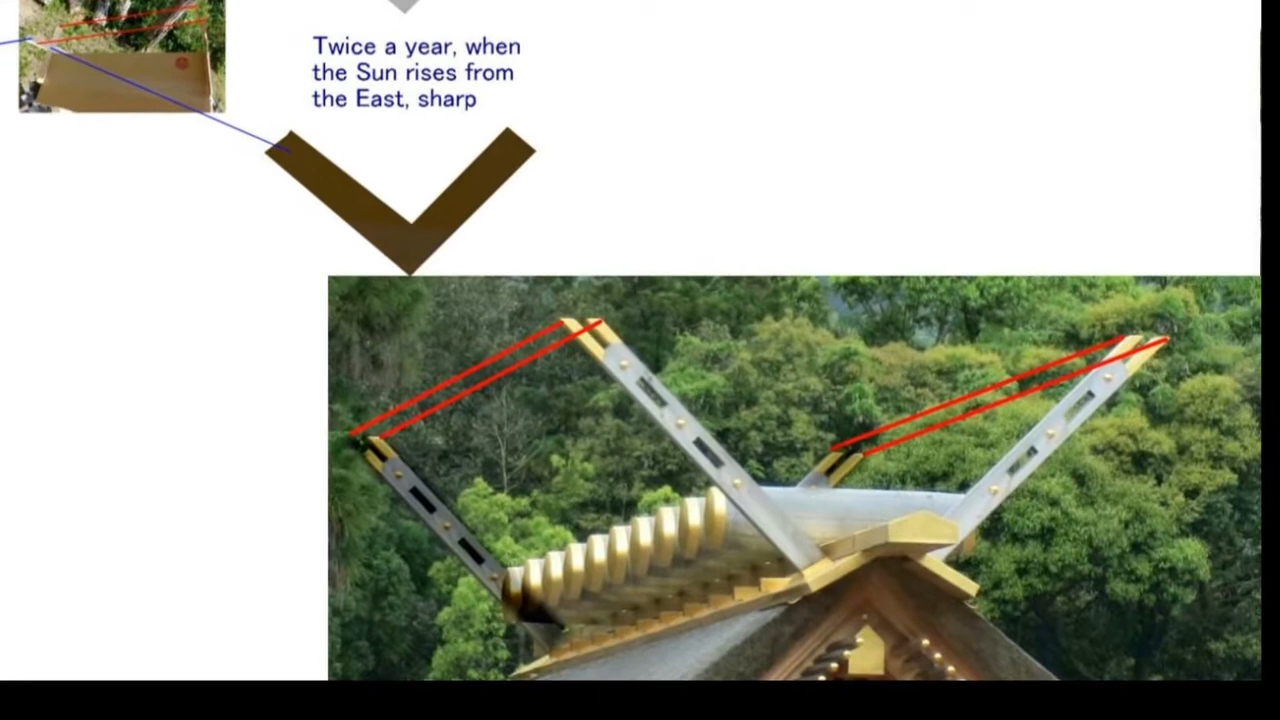 Twice a year, when
the Sun rises from
the East, sharp